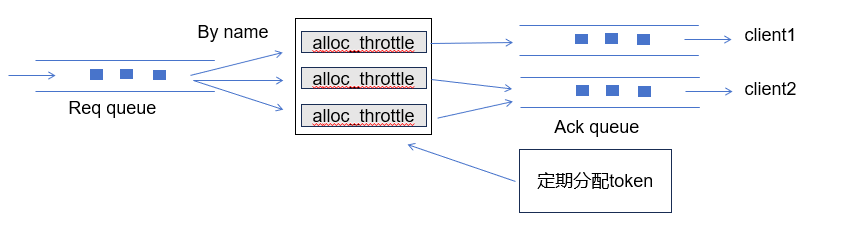 By name
Req queue
alloc_throttle
alloc_throttle
alloc_throttle
client1
client2
Ack queue
定期分配token